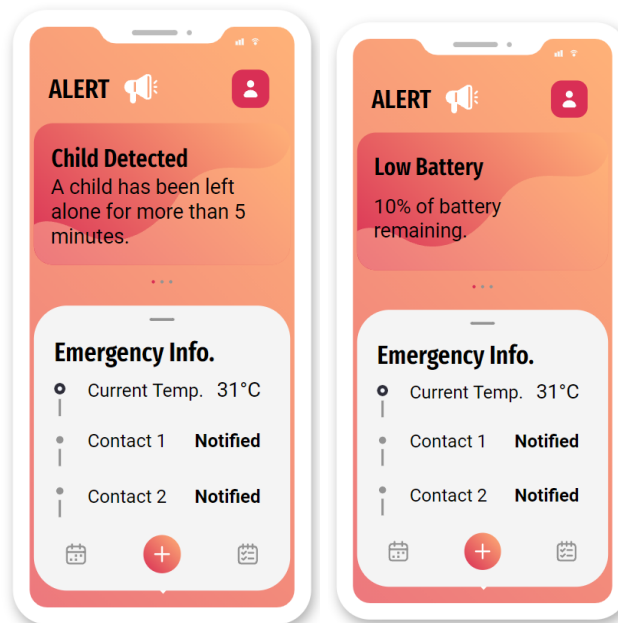 ALERT
Child Detected
A child has been left
alone for more than 5
minutes.
Emergency Info.
Current Temp. 31°C
Contact 1 Notified
Contact 2 Notified
ALERT
Low Battery
10% of battery
remaining.
Emergency Info.
Current Temp. 31°C
Contact 1 Notified
Contact 2 Notified